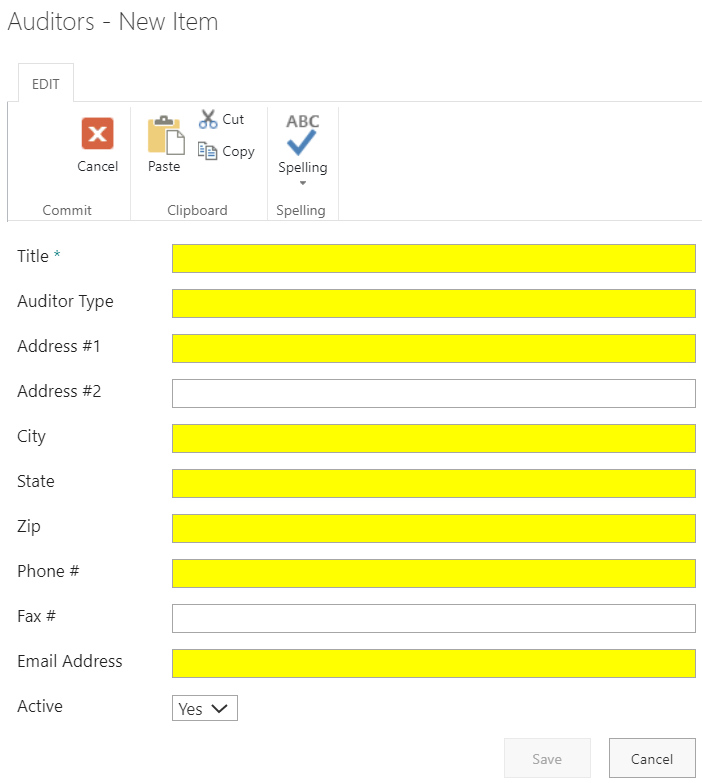 Auditors - New Item
EDIT
Cancel
Paste
Cut
Copy
ABC
Spelling
Commit
Clipboard
Spelling
Title *
Auditor Type
Address #1
Address #2
City
State
Zip
Phone #
Fax #
Email Address
Active
Yes
Save
Cancel